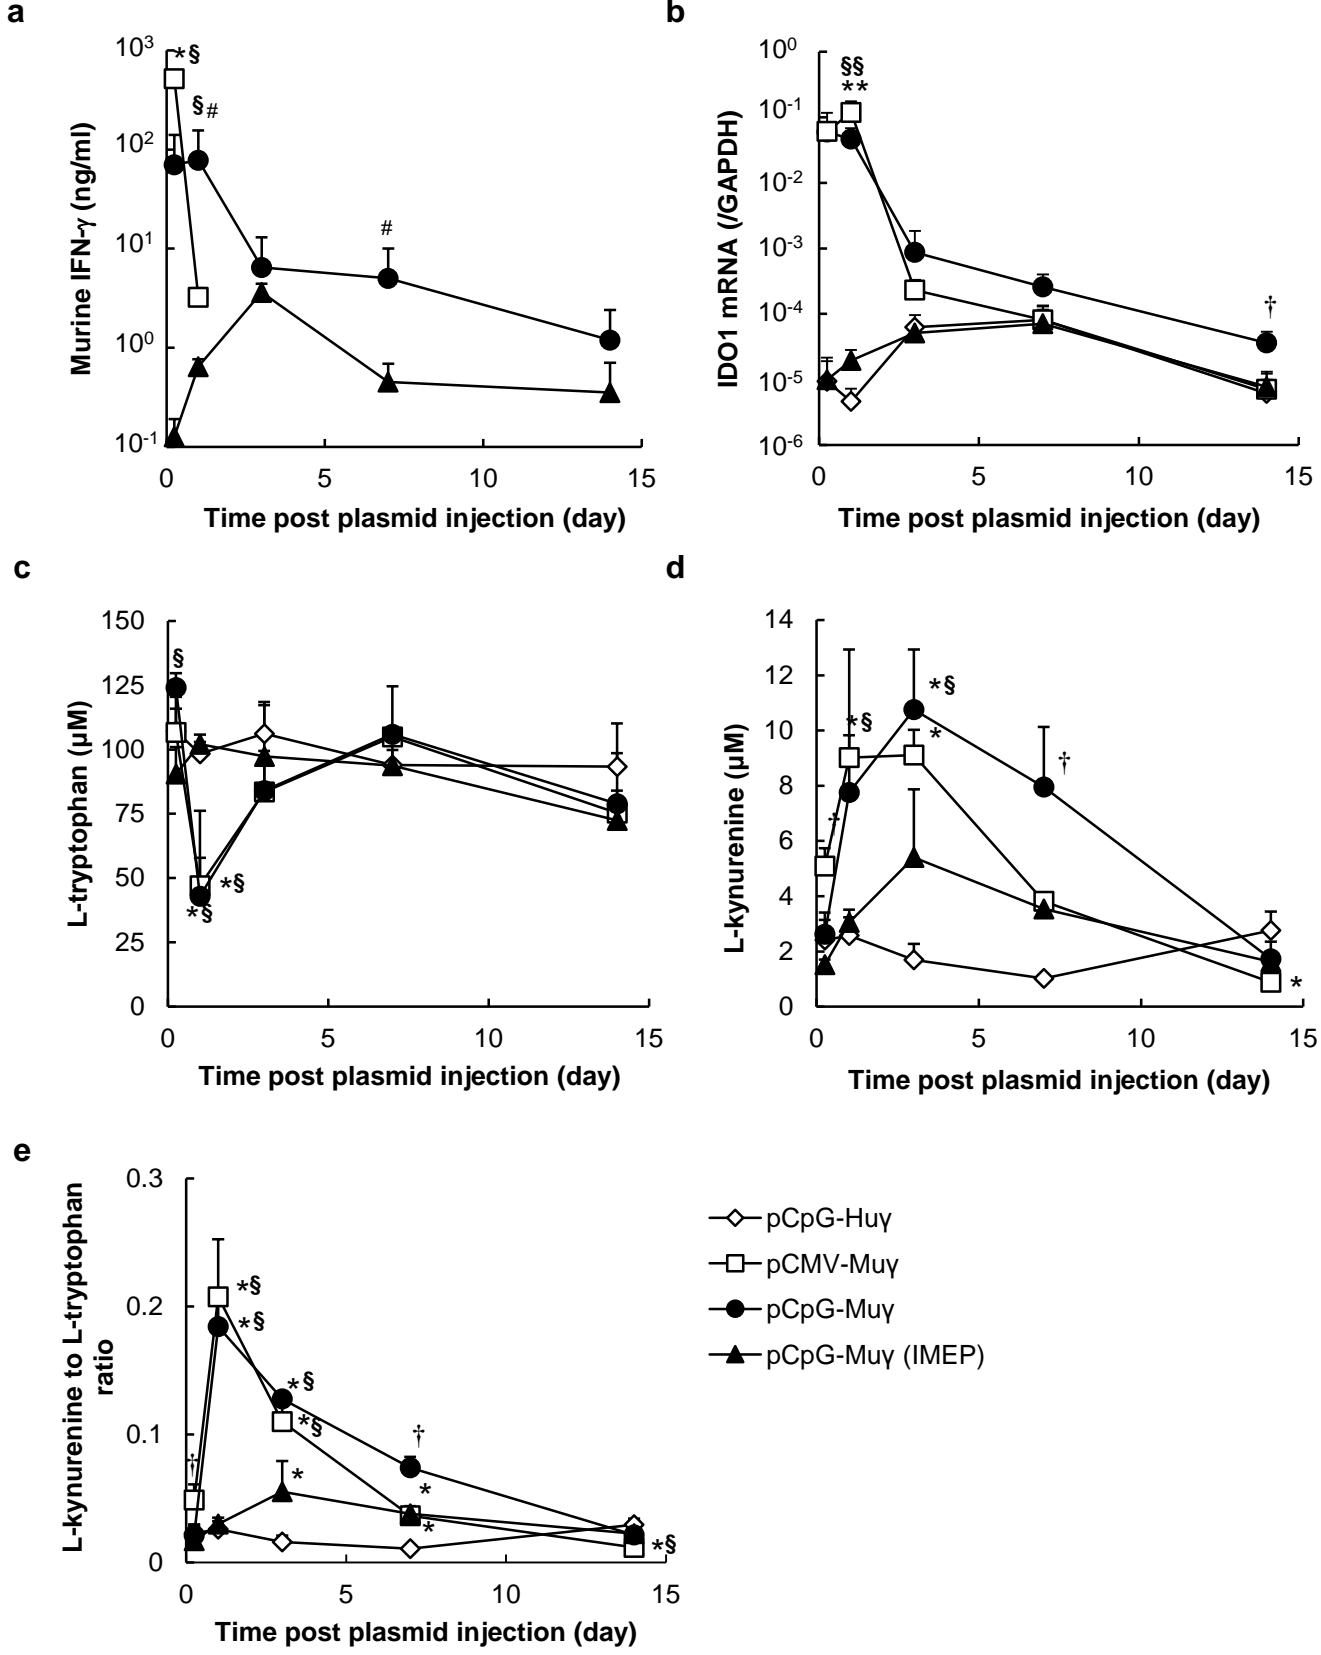 a
10³
10²
10¹
10⁰
10⁻¹
*§
§#
#
Murine IFN-γ (ng/ml)
0 5 10 15
Time post plasmid injection (day)
b
10⁰
10⁻¹
10⁻²
10⁻³
10⁻⁴
10⁻⁵
10⁻⁶
§§
**
†
IDO1 mRNA (/GAPDH)
0 5 10 15
Time post plasmid injection (day)
c
150
125
100
75
50
25
0
§
*§
*§
L-tryptophan (μM)
0 5 10 15
Time post plasmid injection (day)
d
14
12
10
8
6
4
2
0
†
*§
*§
*
†
*
L-kynurenine (μM)
0 5 10 15
Time post plasmid injection (day)
e
0.3
0.2
0.1
0
†
*§
*§
*§
*§
*
†
*
*
*§
L-kynurenine to L-tryptophan
ratio
0 5 10 15
Time post plasmid injection (day)
pCpG-Huγ
pCMV-Muγ
pCpG-Muγ
pCpG-Muγ (IMEP)